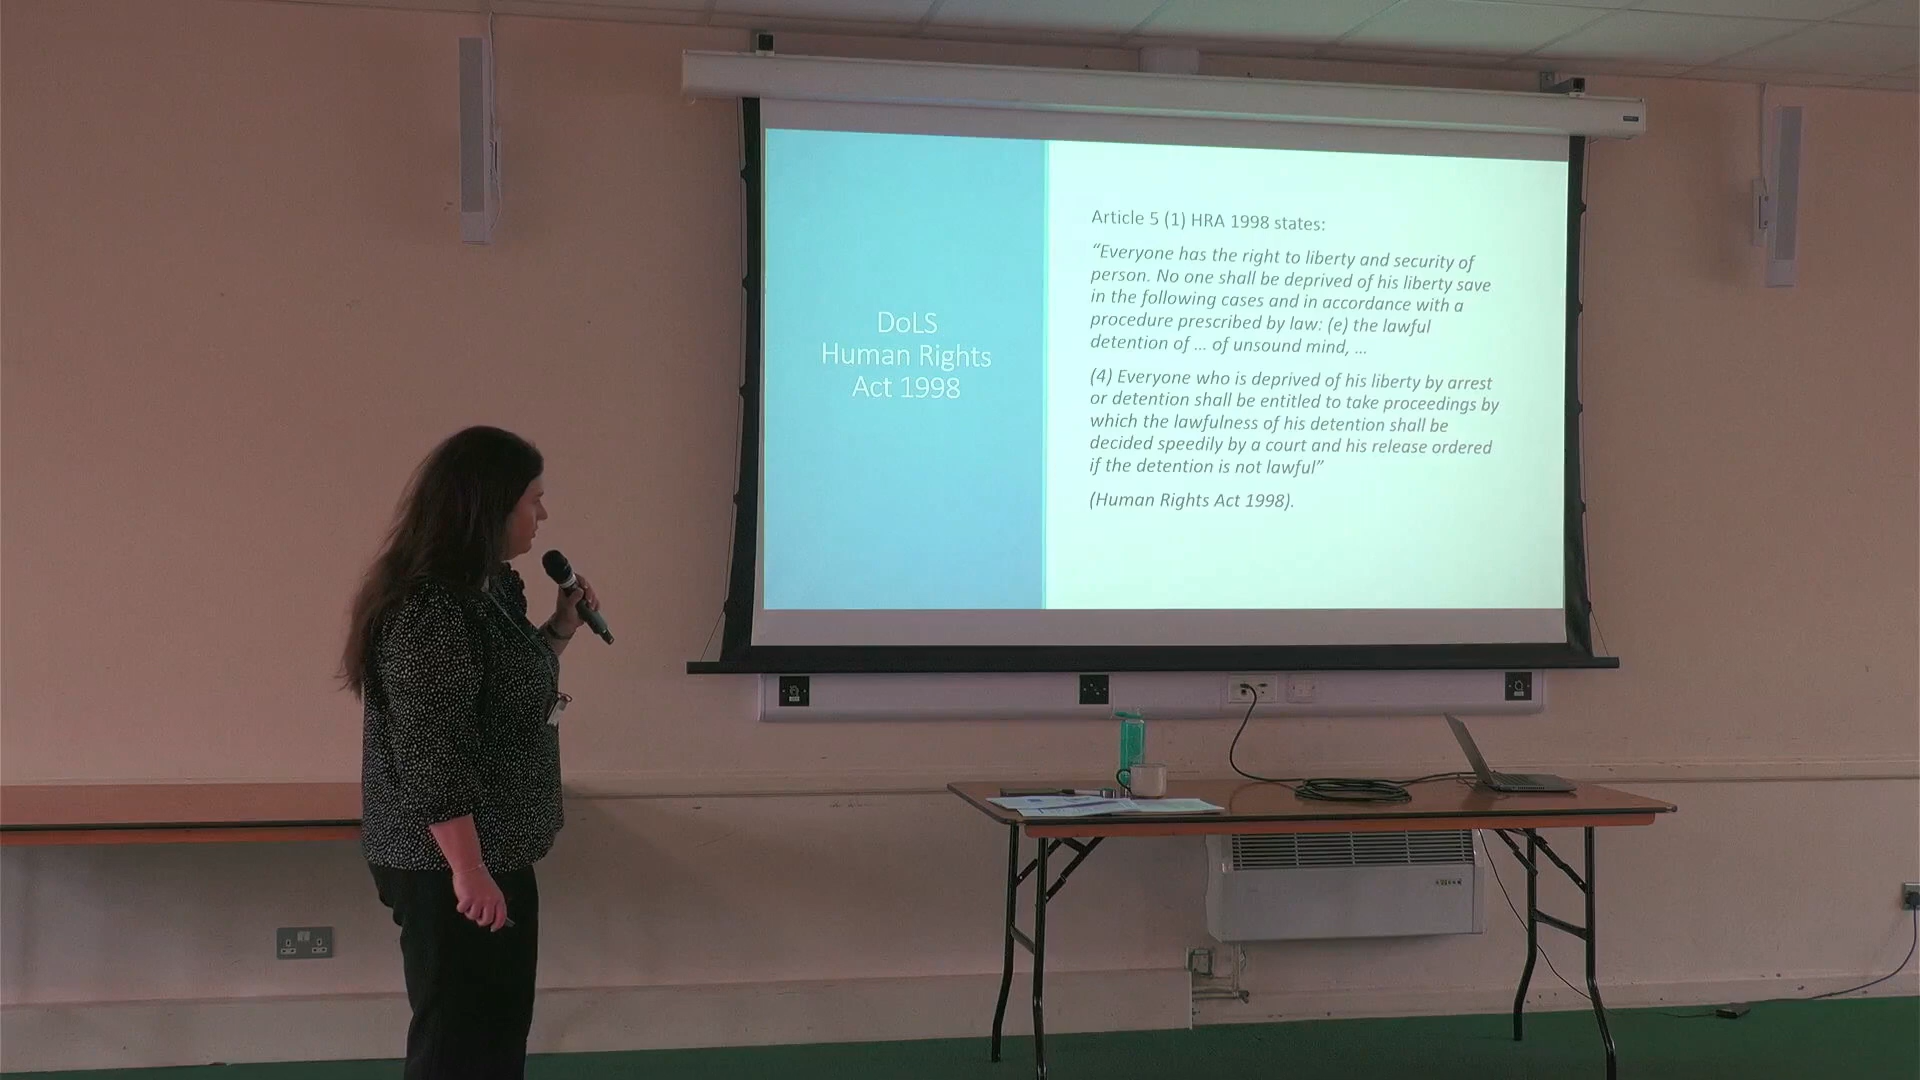 DoLS
Human Rights
Act 1998
Article 5 (1) HRA 1998 states:
“Everyone has the right to liberty and security of
person. No one shall be deprived of his liberty save
in the following cases and in accordance with a
procedure prescribed by law: (e) the lawful
detention of ... of unsound mind, ...
(4) Everyone who is deprived of his liberty by arrest
or detention shall be entitled to take proceedings by
which the lawfulness of his detention shall be
decided speedily by a court and his release ordered
if the detention is not lawful”
(Human Rights Act 1998).